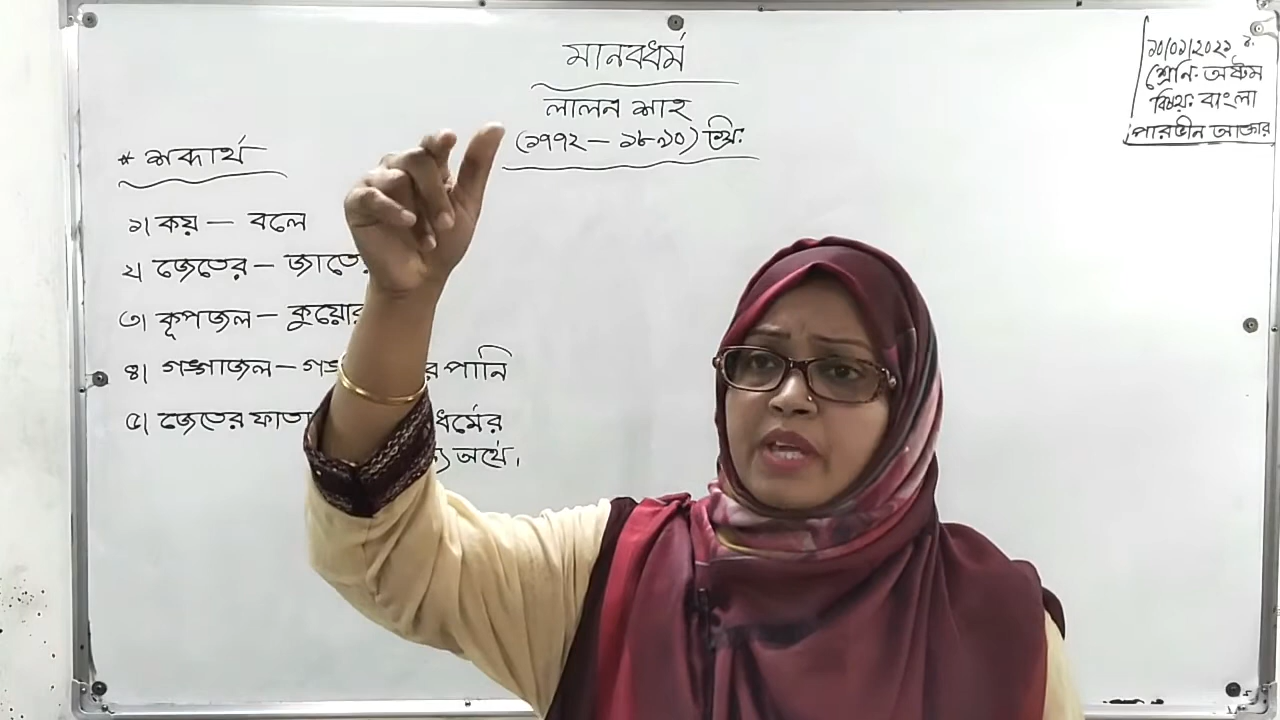 মানবধর্ম
লালন শাহ
(১৭৭২ — ১৮৯০) খ্রি:
১০/০১/২০২১ ইং
শ্রেণি: অষ্টম
বিষয়: বাংলা
পারভীন আক্তার
* শব্দার্থ
১। কয় — বলে
২। জেতের — জাতের
৩। কূপজল — কুয়োর
৪। গঙ্গাজল — র পানি
৫। জেতের ফাতা ধর্মের
অর্থে।